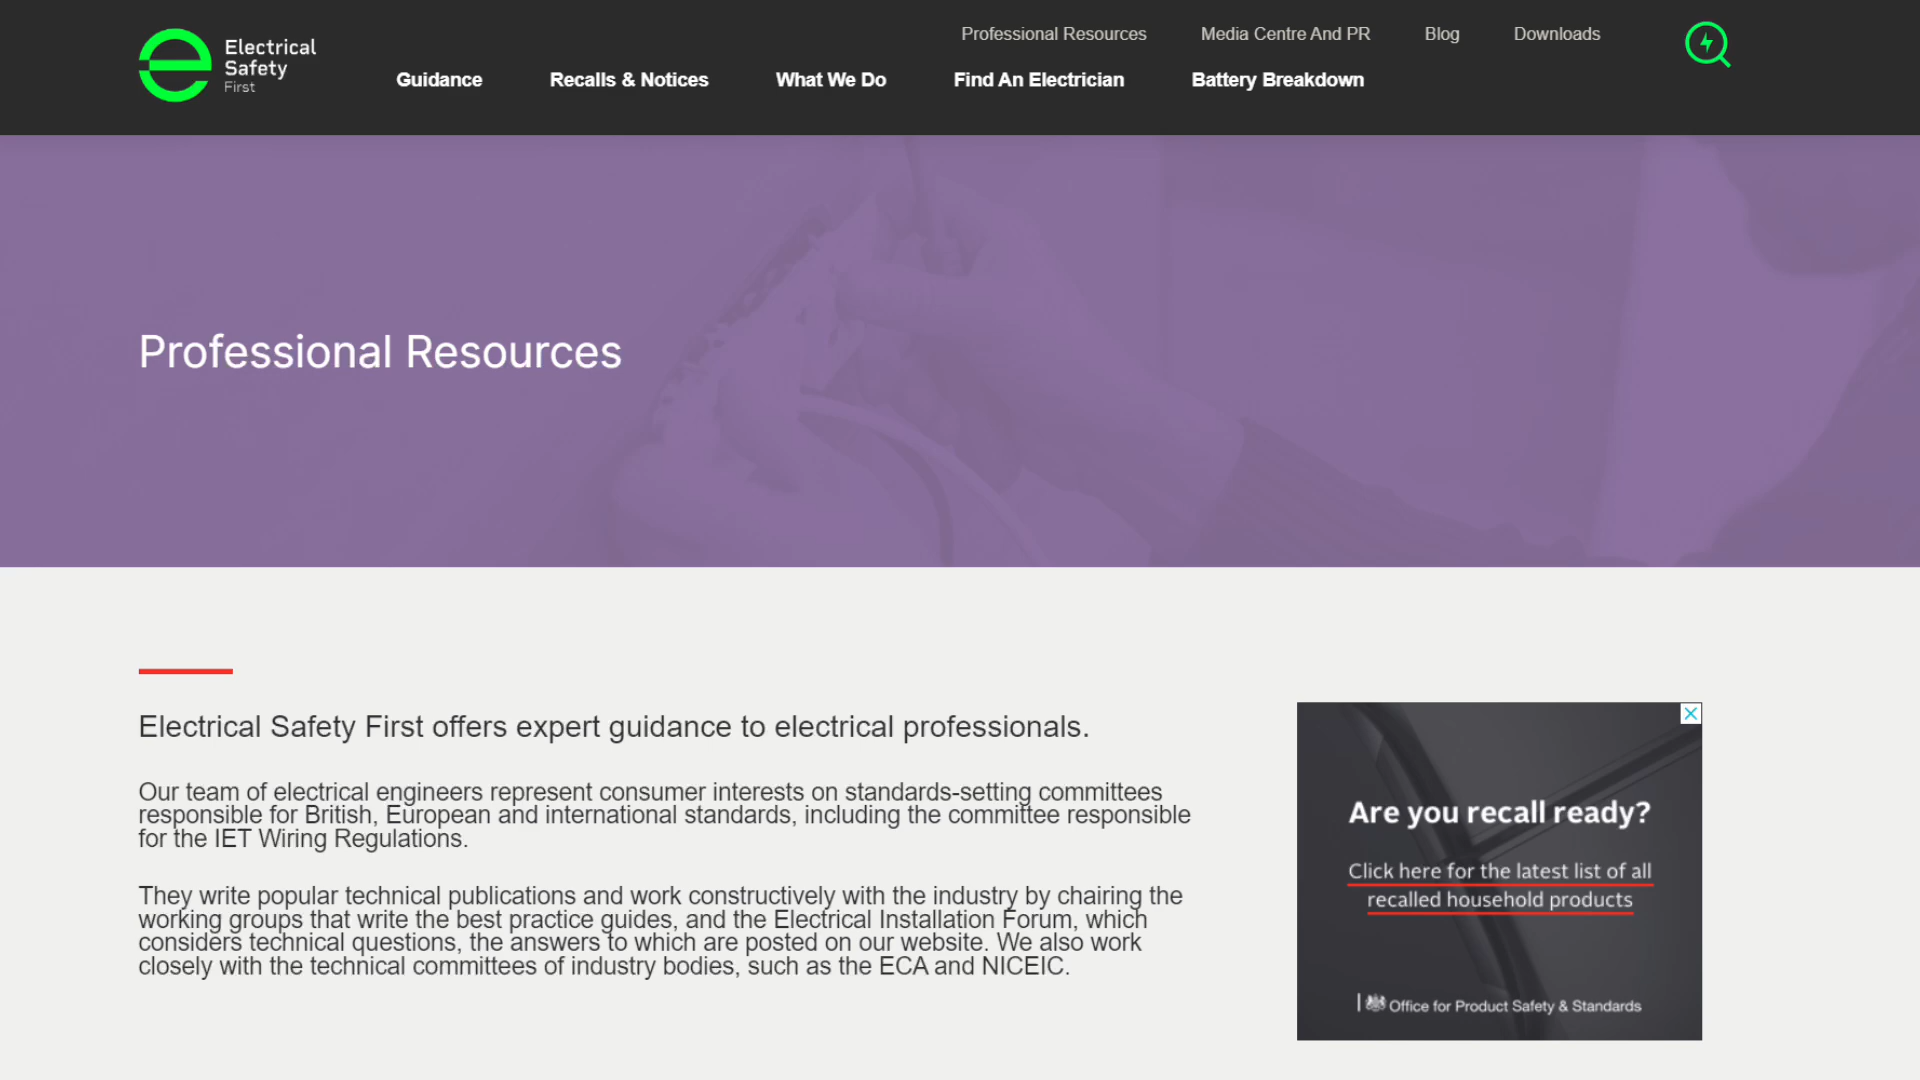 Electrical
Safety
First
Professional Resources
Media Centre And PR
Blog
Downloads
Guidance
Recalls & Notices
What We Do
Find An Electrician
Battery Breakdown
Professional Resources
Electrical Safety First offers expert guidance to electrical professionals.
Our team of electrical engineers represent consumer interests on standards-setting committees
responsible for British, European and international standards, including the committee responsible
for the IET Wiring Regulations.
They write popular technical publications and work constructively with the industry by chairing the
working groups that write the best practice guides, and the Electrical Installation Forum, which
considers technical questions, the answers to which are posted on our website. We also work
closely with the technical committees of industry bodies, such as the ECA and NICEIC.
Are you recall ready?
Click here for the latest list of all
recalled household products
Office for Product Safety & Standards